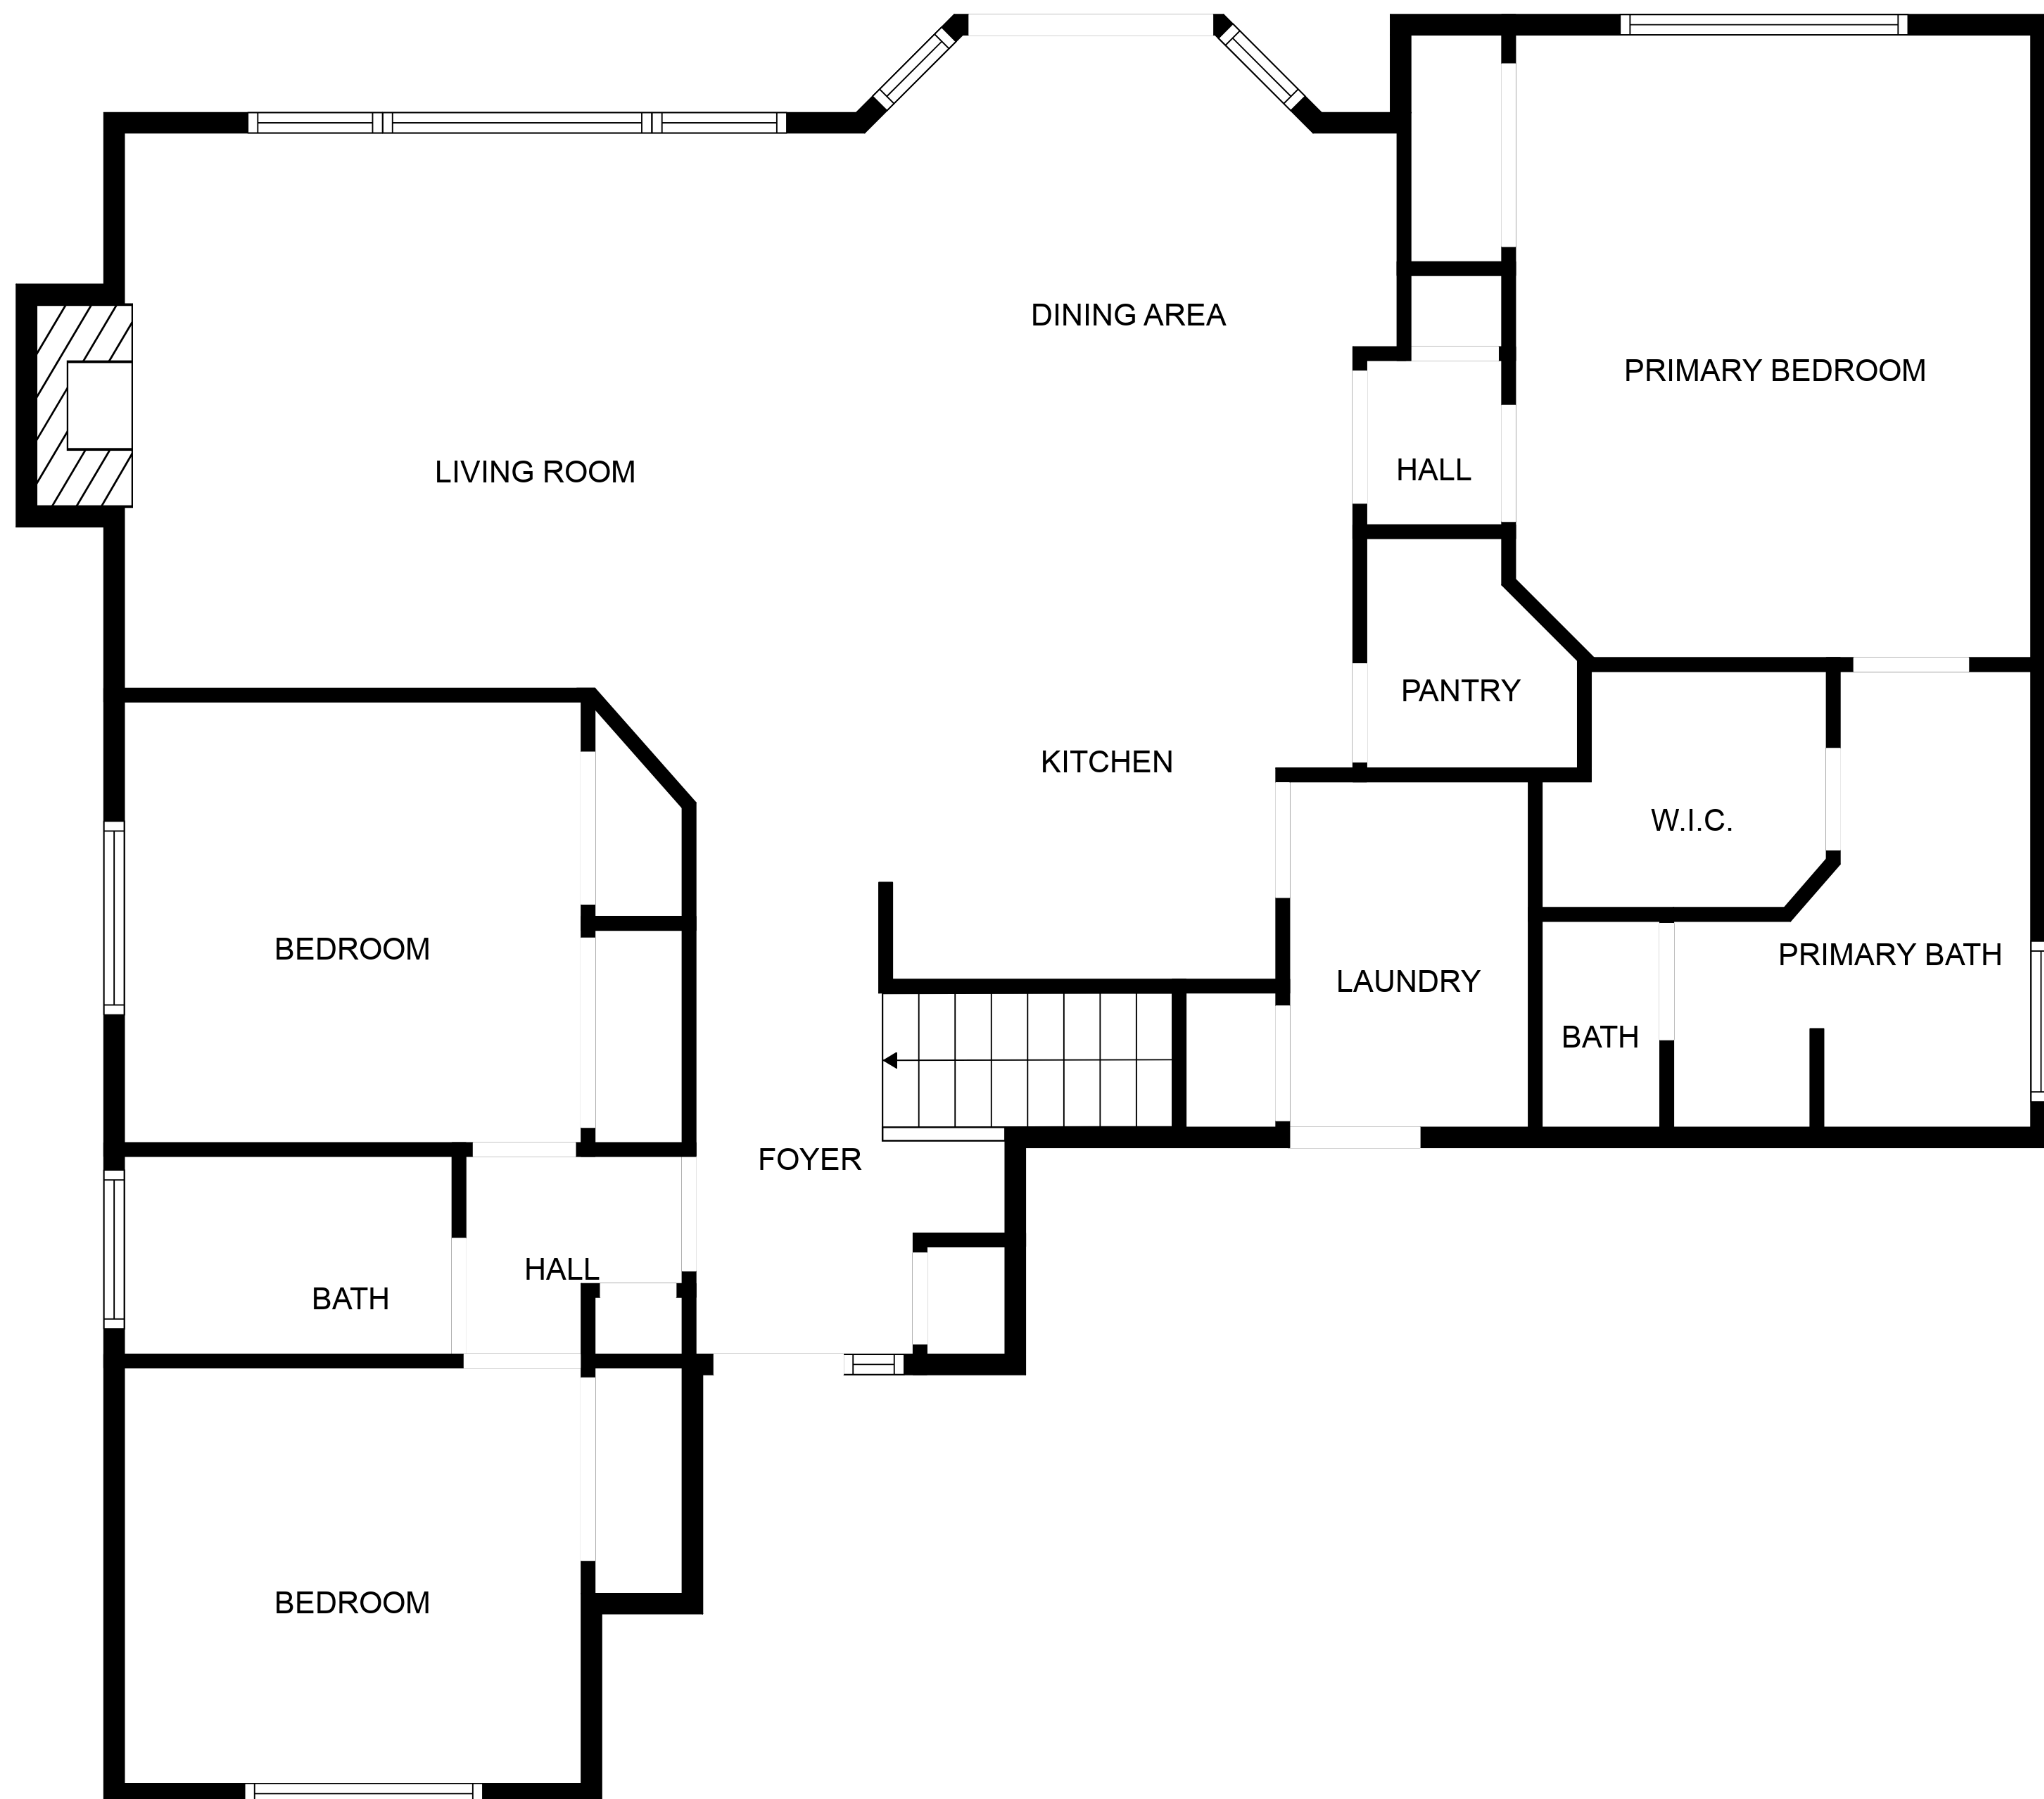 DINING AREA
PRIMARY BEDROOM
LIVING ROOM
HALL
PANTRY
KITCHEN
W.I.C.
BEDROOM
PRIMARY BATH
LAUNDRY
BATH
FOYER
HALL
BATH
BEDROOM